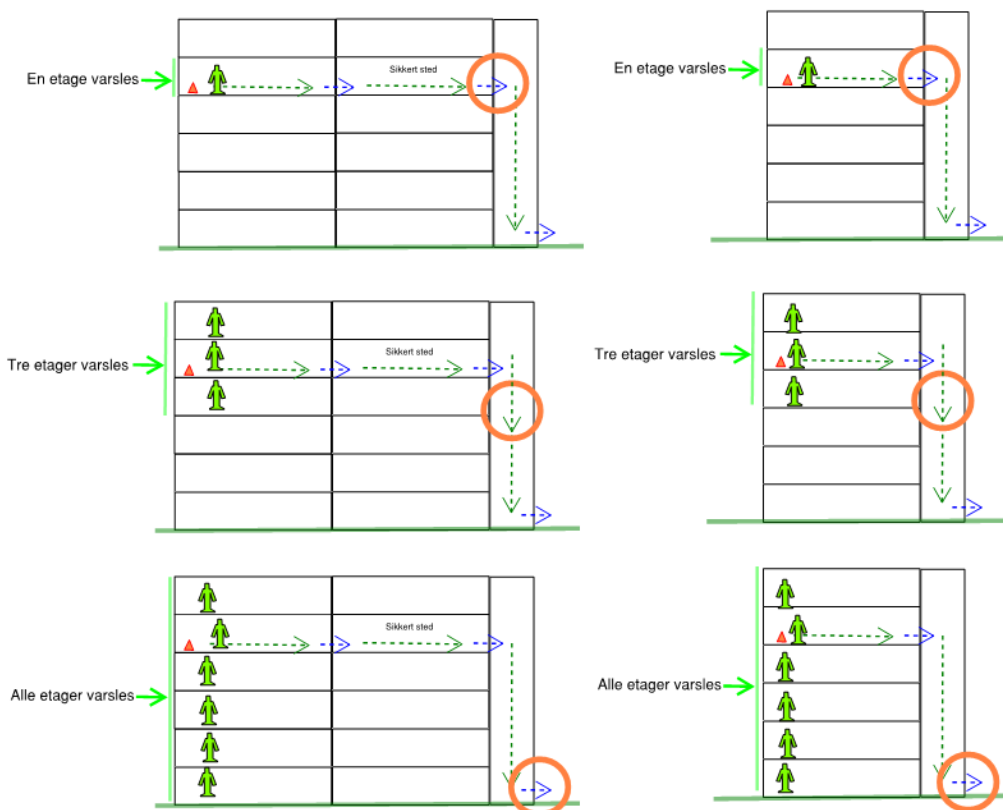 En etage varsles
Sikkert sted
En etage varsles
Tre etager varsles
Sikkert sted
Tre etager varsles
Alle etager varsles
Sikkert sted
Alle etager varsles